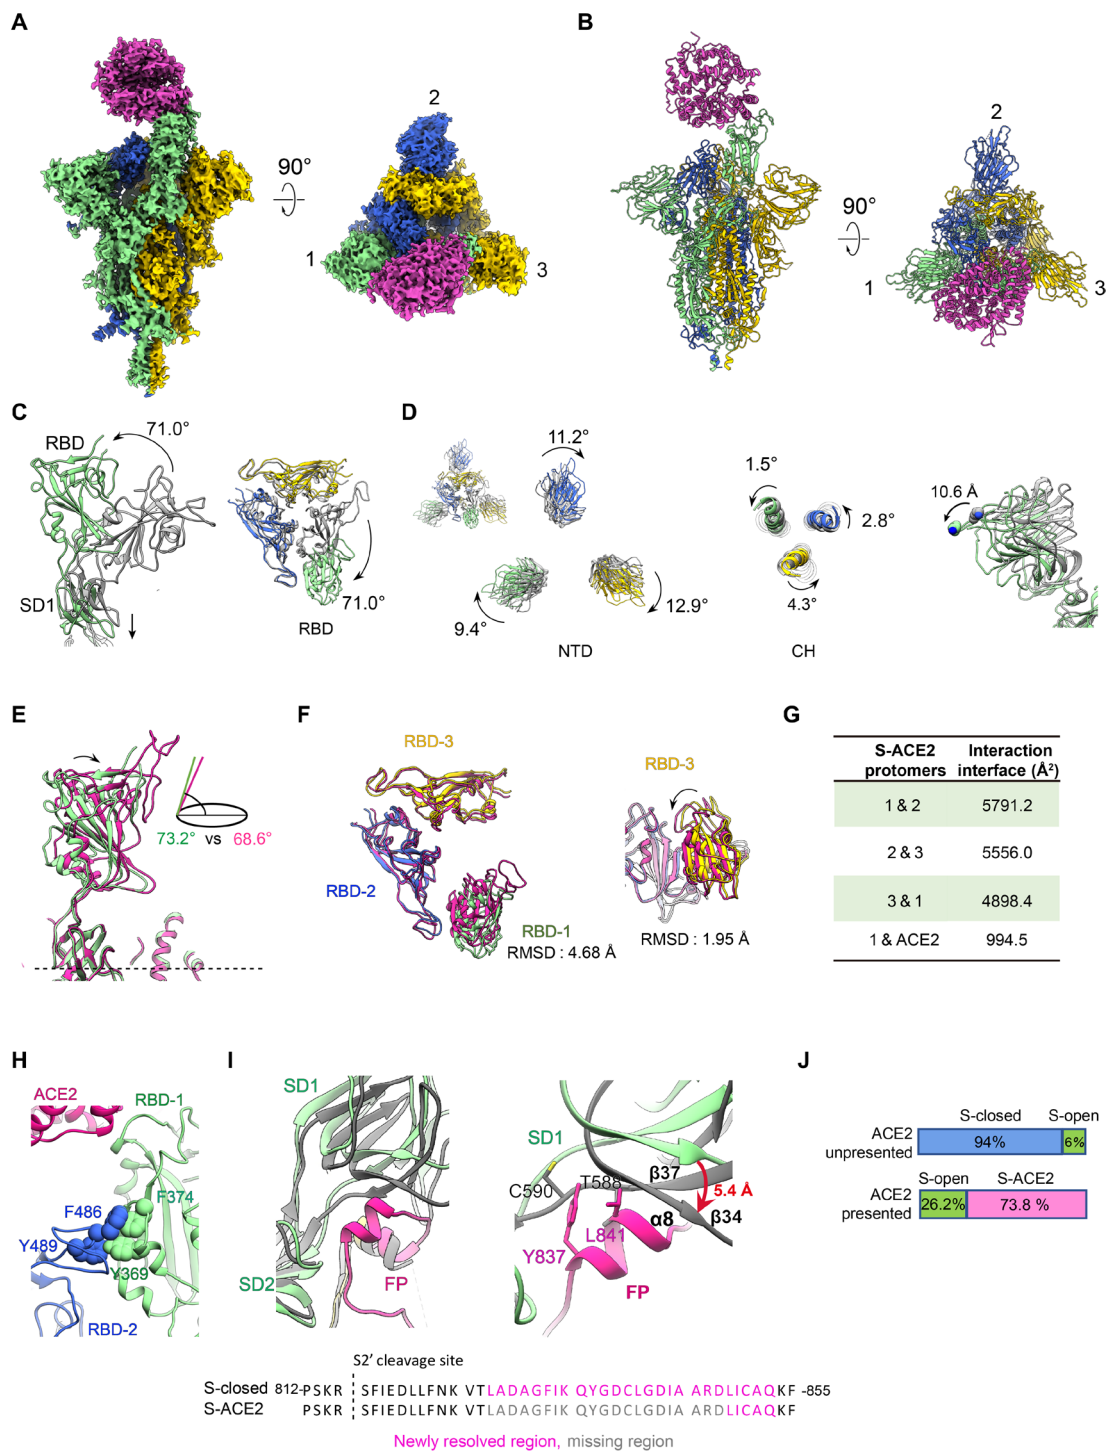 A
B
2
90°
1
3
2
90°
1
3
C
D
RBD
71.0°
SD1
71.0°
RBD
11.2°
9.4°
12.9°
NTD
1.5°
2.8°
4.3°
CH
10.6 Å
E
F
G
73.2° vs 68.6°
RBD-3
RBD-2
RBD-1
RMSD : 4.68 Å
RBD-3
RMSD : 1.95 Å
S-ACE2 protomers
Interaction interface (Å²)
1 & 2 5791.2
2 & 3 5556.0
3 & 1 4898.4
1 & ACE2 994.5
H
I
J
ACE2
RBD-1
F374
F486
Y489
Y369
RBD-2
SD1
SD2
FP
SD1
β37
C590
T588
5.4 Å
α8
β34
L841
Y837
FP
S-closed S-open
ACE2 unpresented
94% 6%
S-open S-ACE2
ACE2 presented
26.2% 73.8 %
S2’ cleavage site
S-closed 812-PSKR SFIEDLLFNK VTLADAGFIK QYGDCLGDIA ARDLICAQKF -855
S-ACE2 PSKR SFIEDLLFNK VTLADAGFIK QYGDCLGDIA ARDLICAQKF
Newly resolved region, missing region